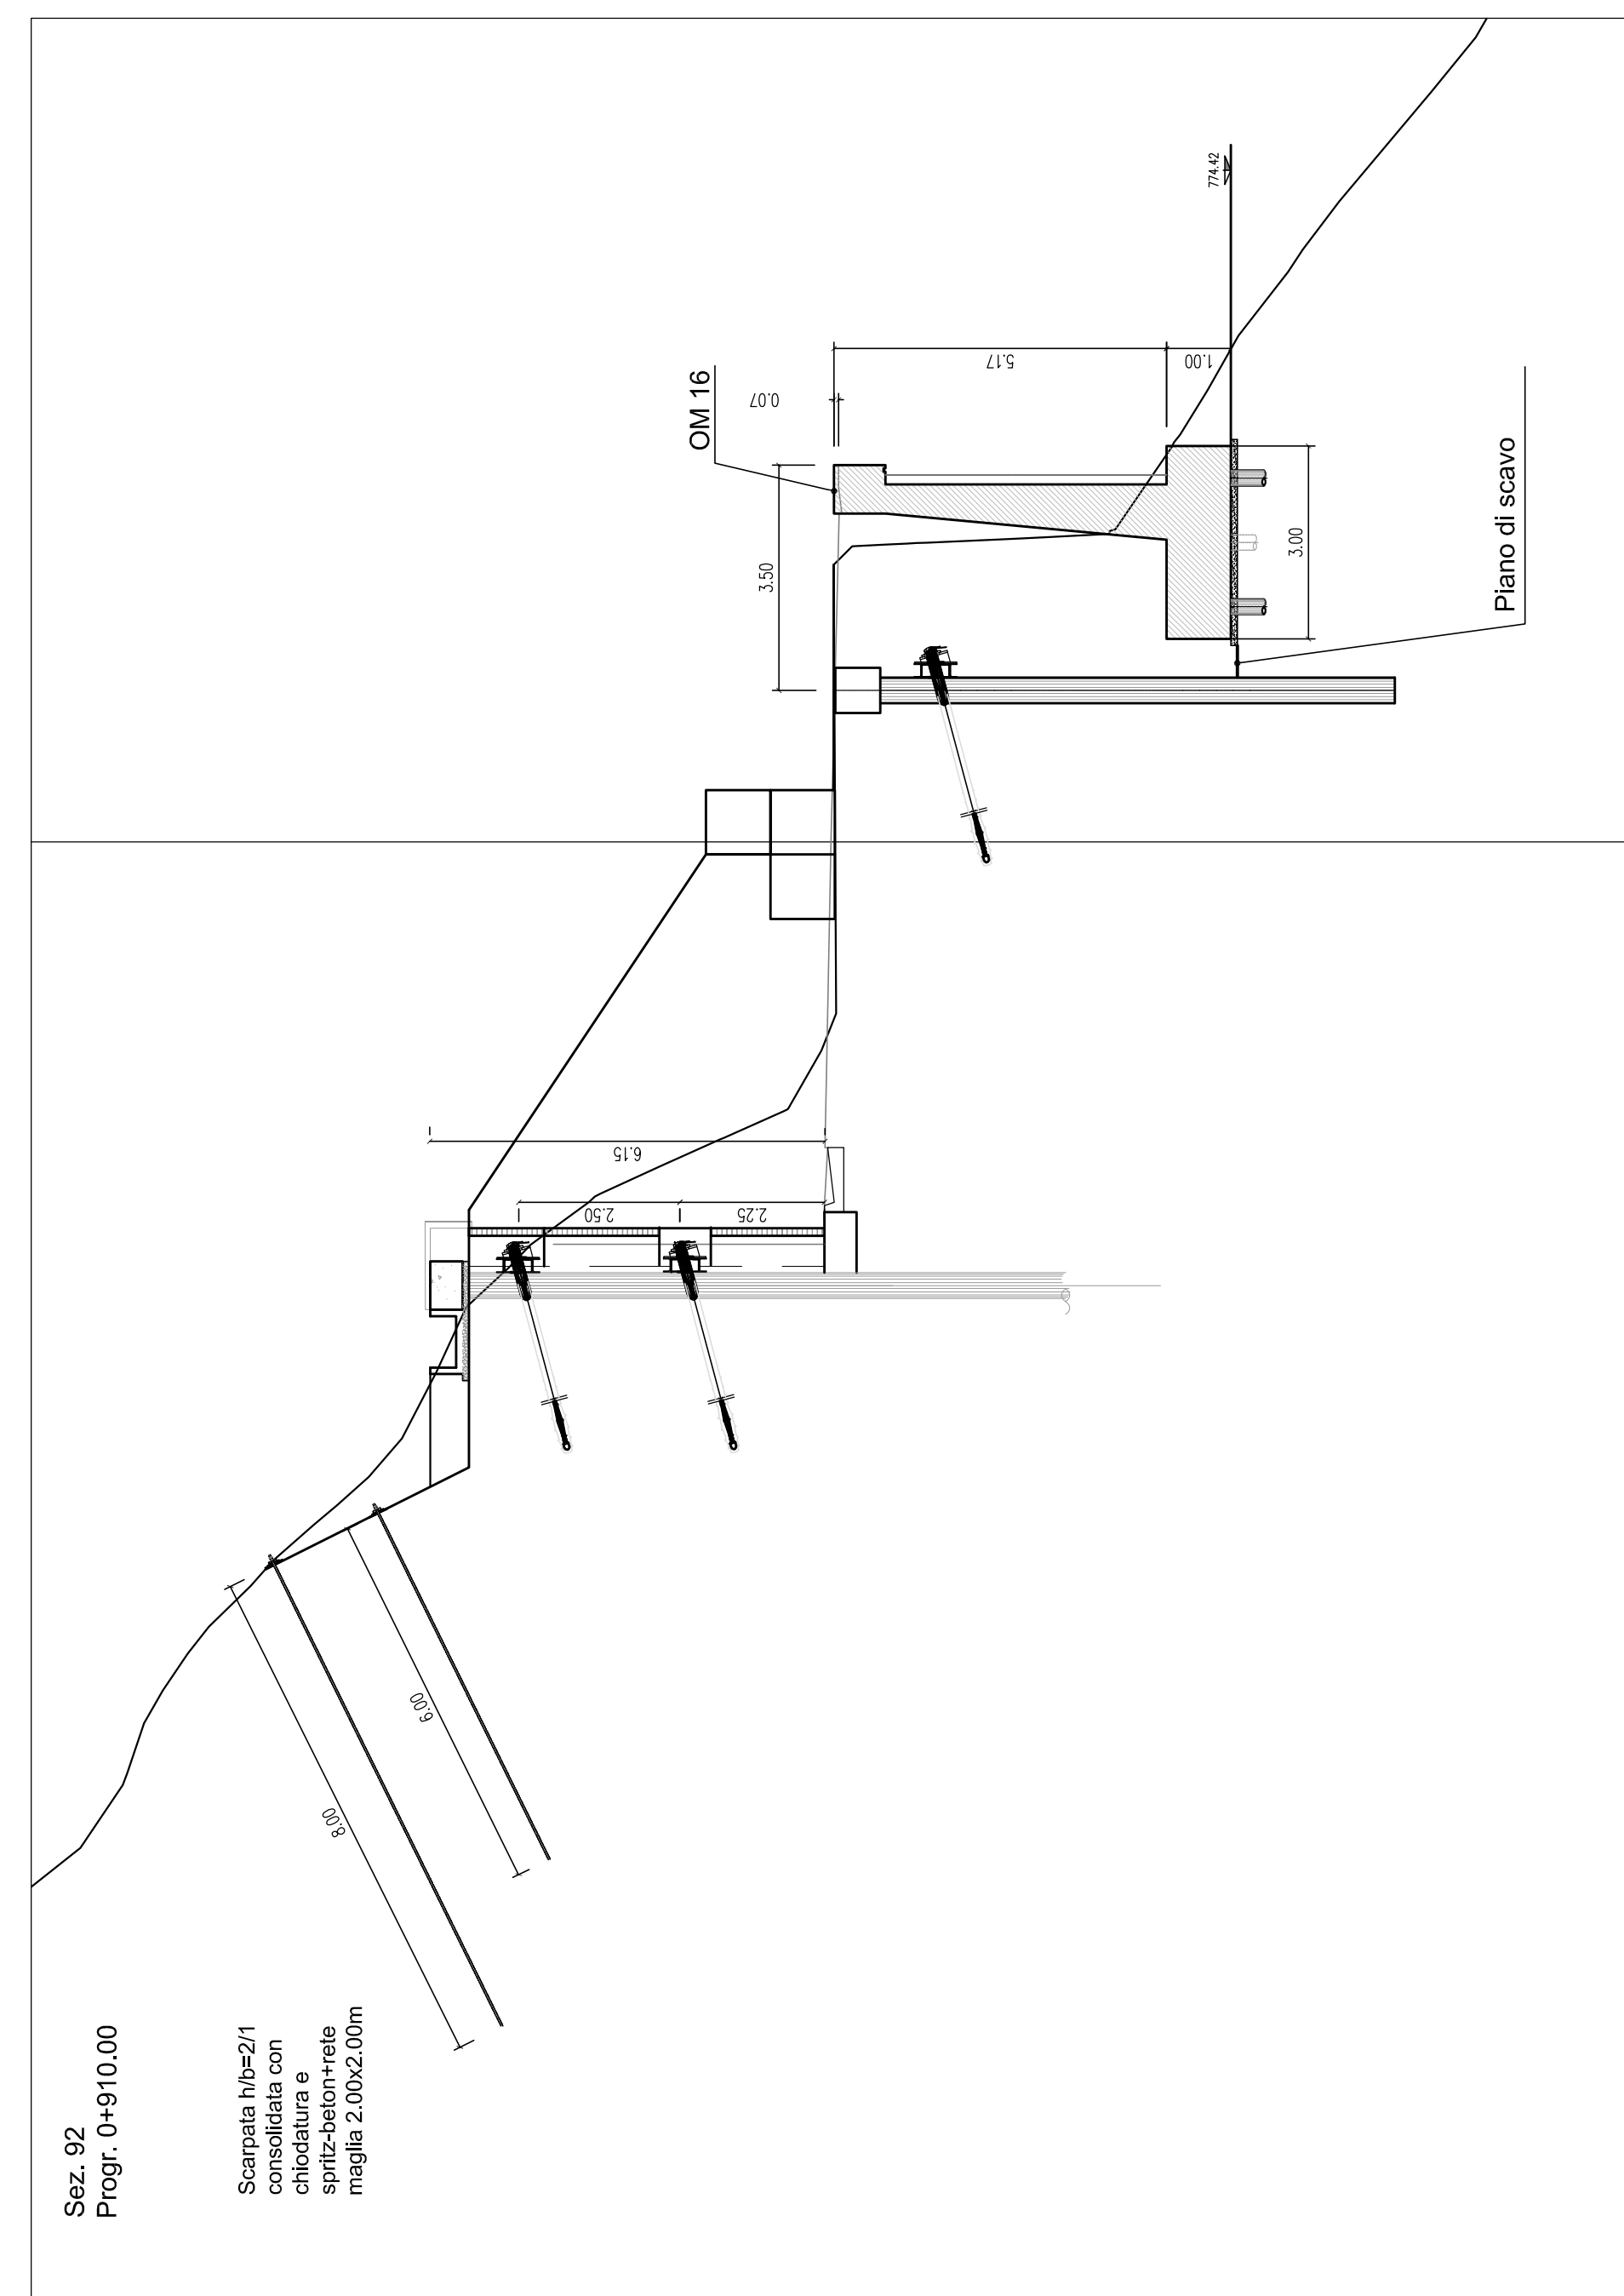 Sez. 92
Progr. 0+910.00
Scarpata h/b=2/1
consolidata con
chiodatura e
spritz-beton+rete
maglia 2.00x2.00m
8.00
6.00
6.15
2.50
2.25
OM 16
0.07
3.50
5.17
1.00
3.00
774.42
Piano di scavo